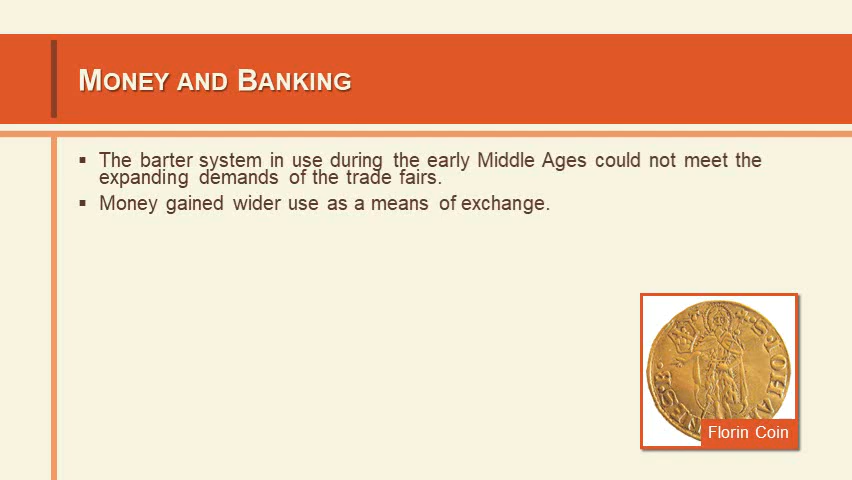 MONEY AND BANKING
▪ The barter system in use during the early Middle Ages could not meet the
expanding demands of the trade fairs.
▪ Money gained wider use as a means of exchange.
Florin Coin